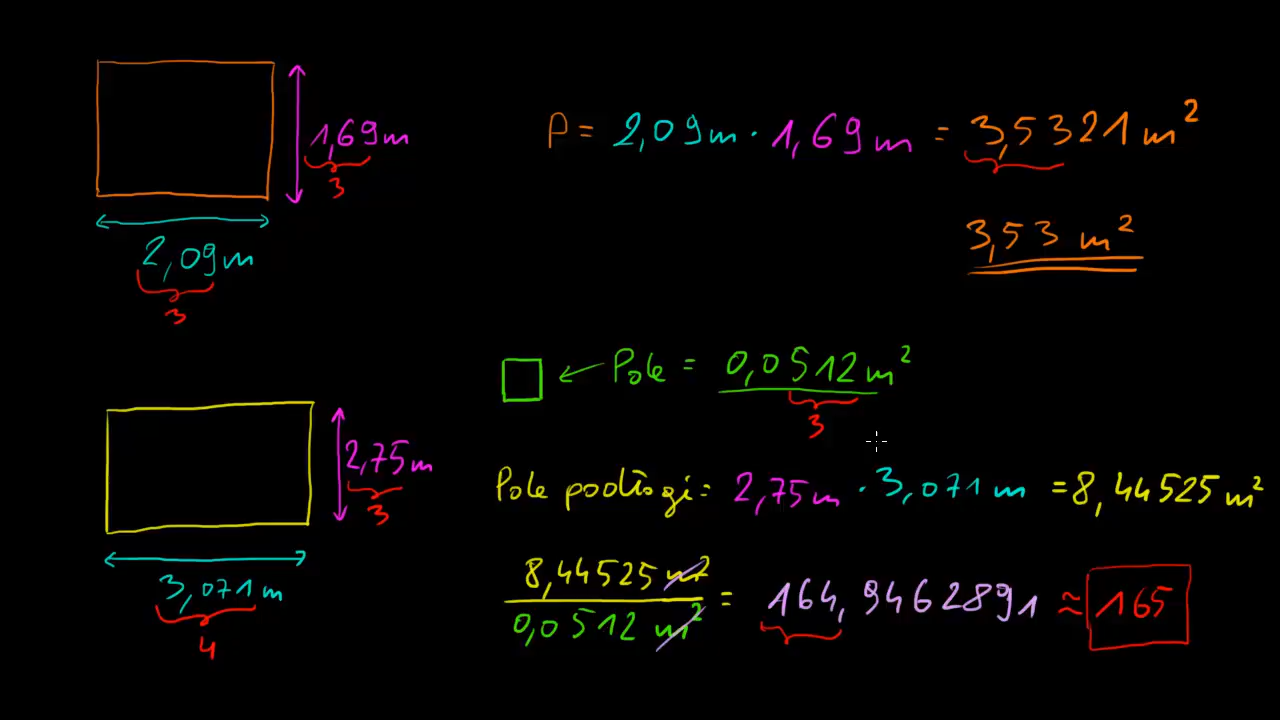 1,69m
3
2,09m
3
P = 2,09m · 1,69m = 3,5321 m²
3,53 m²
Pole = 0,0512 m²
3
2,75m
3
3,071m
4
Pole podłogi: 2,75m · 3,071m = 8,44525 m²
8,44525 m²
0,0512 m²
= 164,9462891 ≈ 165